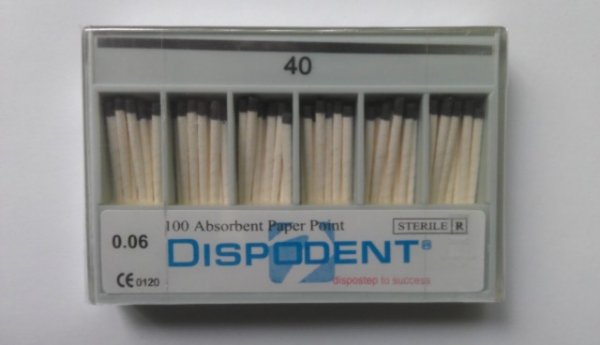 40
100 Absorbent Paper Point
STERILE R
0.06
DISPODENT®
CE 0120
dispostep to success